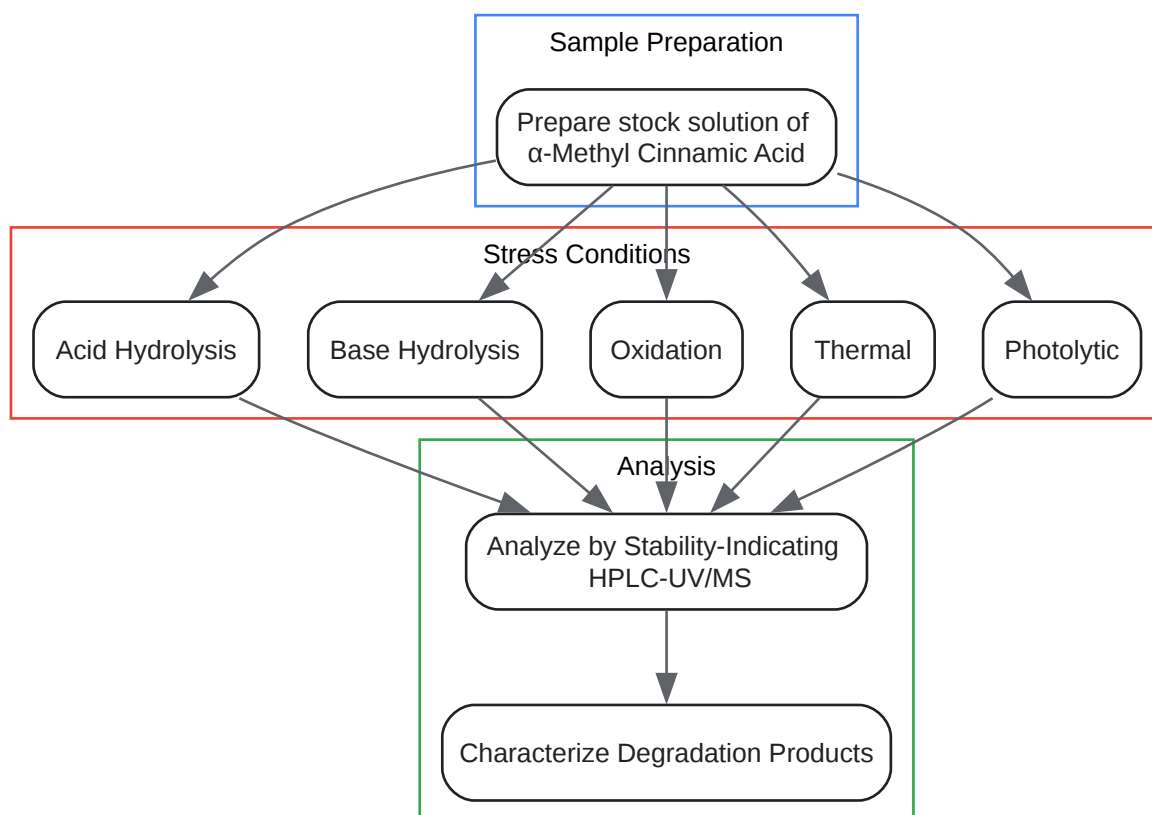 Sample Preparation
Prepare stock solution of
α-Methyl Cinnamic Acid
Stress Conditions
Acid Hydrolysis
Base Hydrolysis
Oxidation
Thermal
Photolytic
Analysis
Analyze by Stability-Indicating
HPLC-UV/MS
Characterize Degradation Products